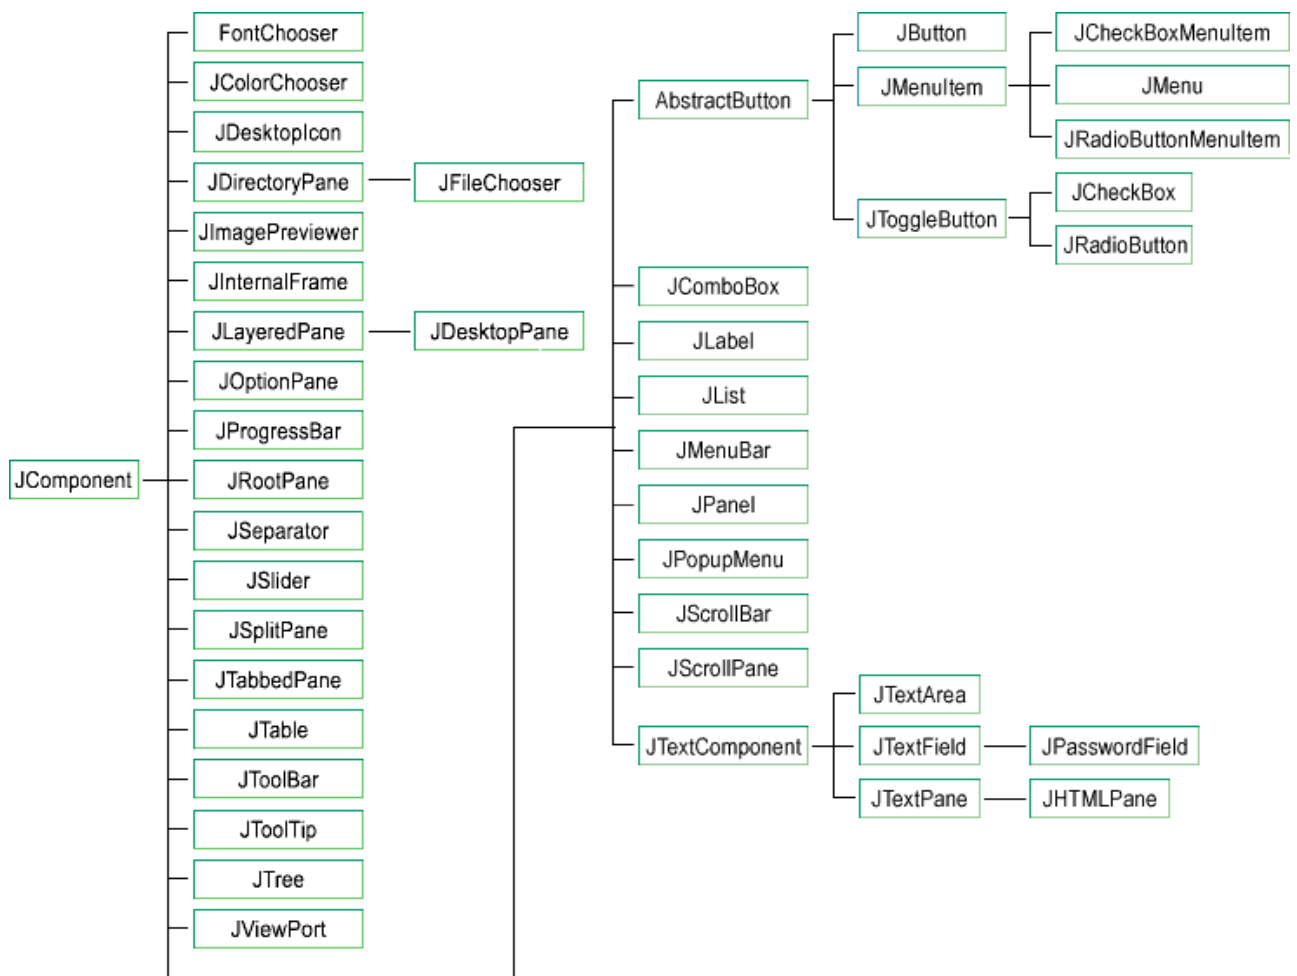 JComponent
FontChooser
JColorChooser
JDesktopIcon
JDirectoryPane
JFileChooser
JImagePreviewer
JInternalFrame
JLayeredPane
JDesktopPane
JOptionPane
JProgressBar
JRootPane
JSeparator
JSlider
JSplitPane
JTabbedPane
JTable
JToolBar
JToolTip
JTree
JViewPort
AbstractButton
JButton
JMenuItem
JCheckBoxMenuItem
JMenu
JRadioButtonMenuItem
JToggleButton
JCheckBox
JRadioButton
JComboBox
JLabel
JList
JMenuBar
JPanel
JPopupMenu
JScrollBar
JScrollPane
JTextComponent
JTextArea
JTextField
JPasswordField
JTextPane
JHTMLPane